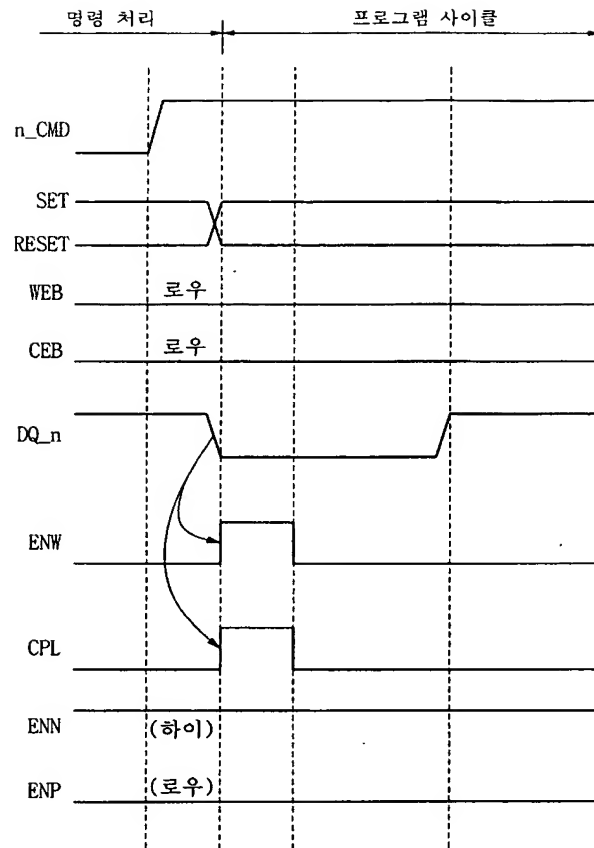 명령 처리
프로그램 사이클
n_CMD
SET
RESET
WEB
로우
CEB
로우
DQ_n
ENW
CPL
ENN
(하이)
ENP
(로우)